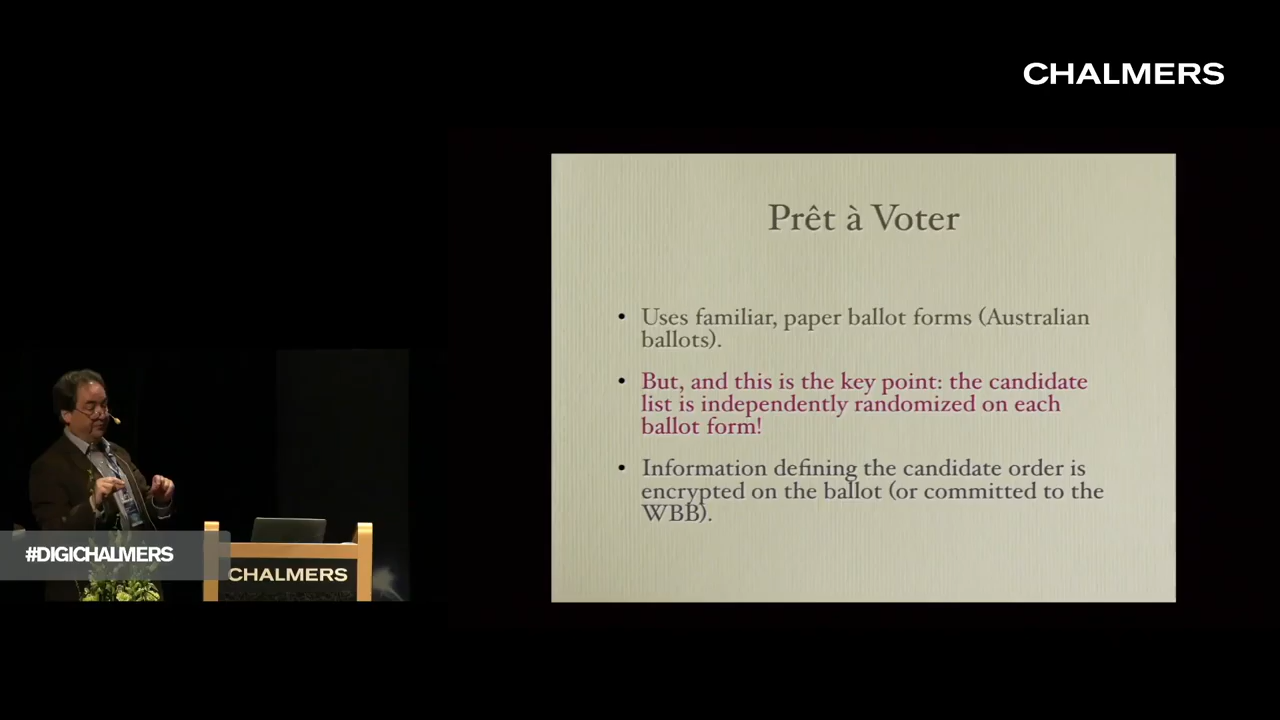 CHALMERS
Prêt à Voter
• Uses familiar, paper ballot forms (Australian
ballots).
• But, and this is the key point: the candidate
list is independently randomized on each
ballot form!
• Information defining the candidate order is
encrypted on the ballot (or committed to the
WBB).
#DIGICHALMERS
CHALMERS